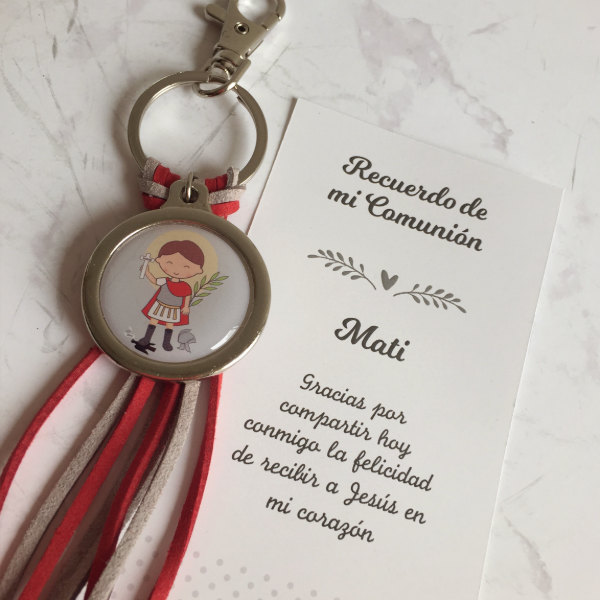 Recuerdo de
mi Comunión
Mati
Gracias por
compartir hoy
conmigo la felicidad
de recibir a Jesús en
mi corazón